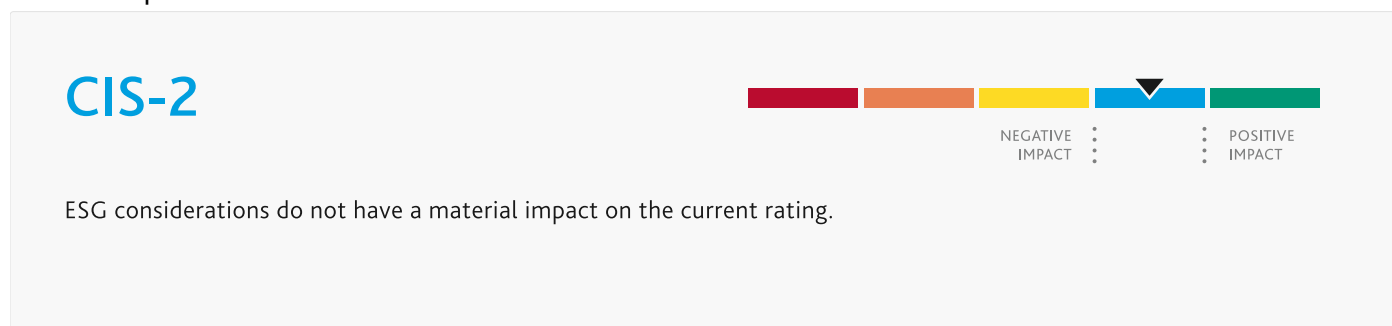 CIS-2
NEGATIVE
IMPACT
POSITIVE
IMPACT
ESG considerations do not have a material impact on the current rating.